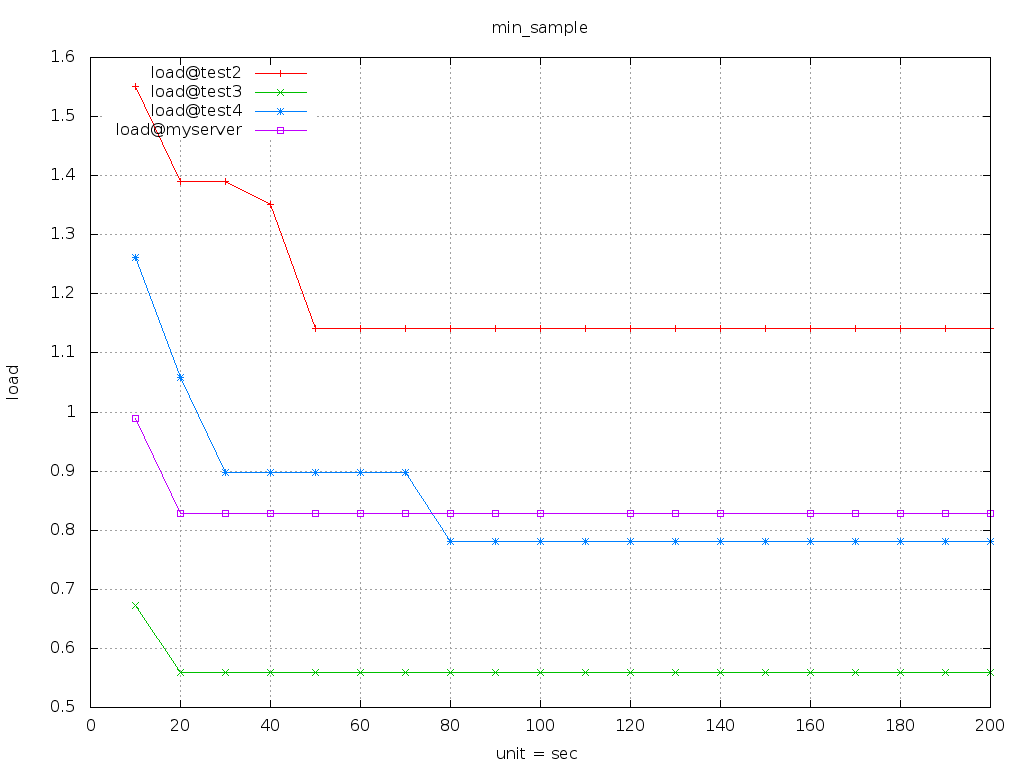 min_sample
load@test2
load@test3
load@test4
load@myserver
1.6
1.5
1.4
1.3
1.2
1.1
1
0.9
0.8
0.7
0.6
0.5
load
0 20 40 60 80 100 120 140 160 180 200
unit = sec